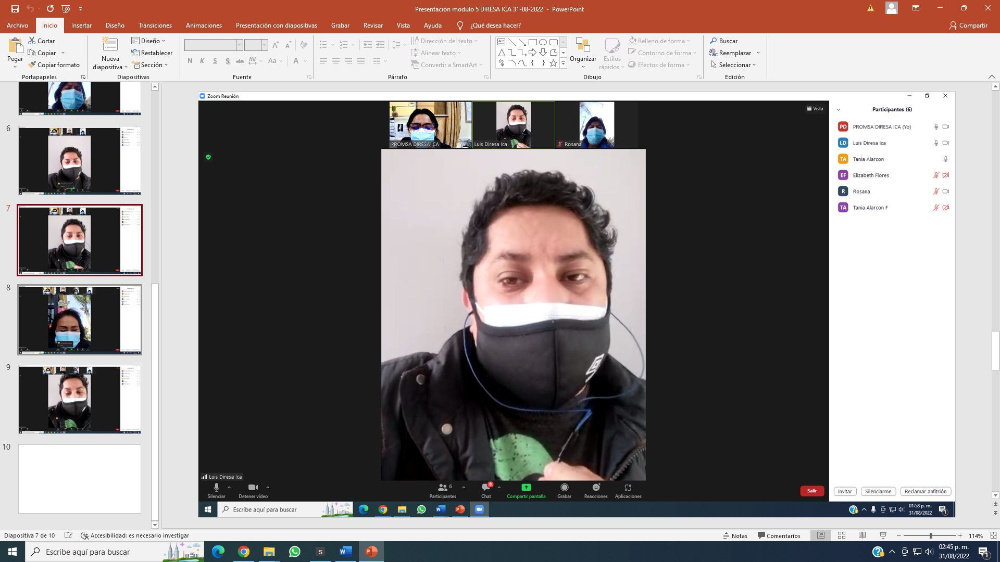 Presentación modulo 5 DIRESA ICA 31-08-2022 - PowerPoint
Archivo Inicio Insertar Diseño Transiciones Animaciones Presentación con diapositivas Grabar Revisar Vista Ayuda ¿Qué desea hacer? Compartir
Pegar
Cortar
Copiar
Copiar formato
Portapapeles
Nueva diapositiva
Diseño
Restablecer
Sección
Diapositivas
N K S S abc AV Aa A
Fuente
Dirección del texto
Alinear texto
Convertir a SmartArt
Párrafo
Organizar
Estilos rápidos
Relleno de forma
Contorno de forma
Efectos de forma
Dibujo
Buscar
Reemplazar
Seleccionar
Edición
6
7
8
9
10
Zoom Reunión
Vista
PROMSA DIRESA ICA
Luis Diresa Ica
Rosana
Participantes (6)
PD PROMSA DIRESA ICA (Yo)
LD Luis Diresa Ica
TA Tania Alarcon
EF Elizabeth Flores
R Rosana
TA Tania Alarcon F
Luis Diresa Ica
Silenciar
Detener video
6
Participantes
8
Chat
Compartir pantalla
Grabar
Reacciones
Aplicaciones
Salir
Invitar
Silenciarme
Reclamar anfitrión
Escribe aquí para buscar
01:58 p. m.
31/08/2022
1
Diapositiva 7 de 10
Accesibilidad: es necesario investigar
Notas
Comentarios
114%
Escribe aquí para buscar
02:45 p. m.
31/08/2022
1